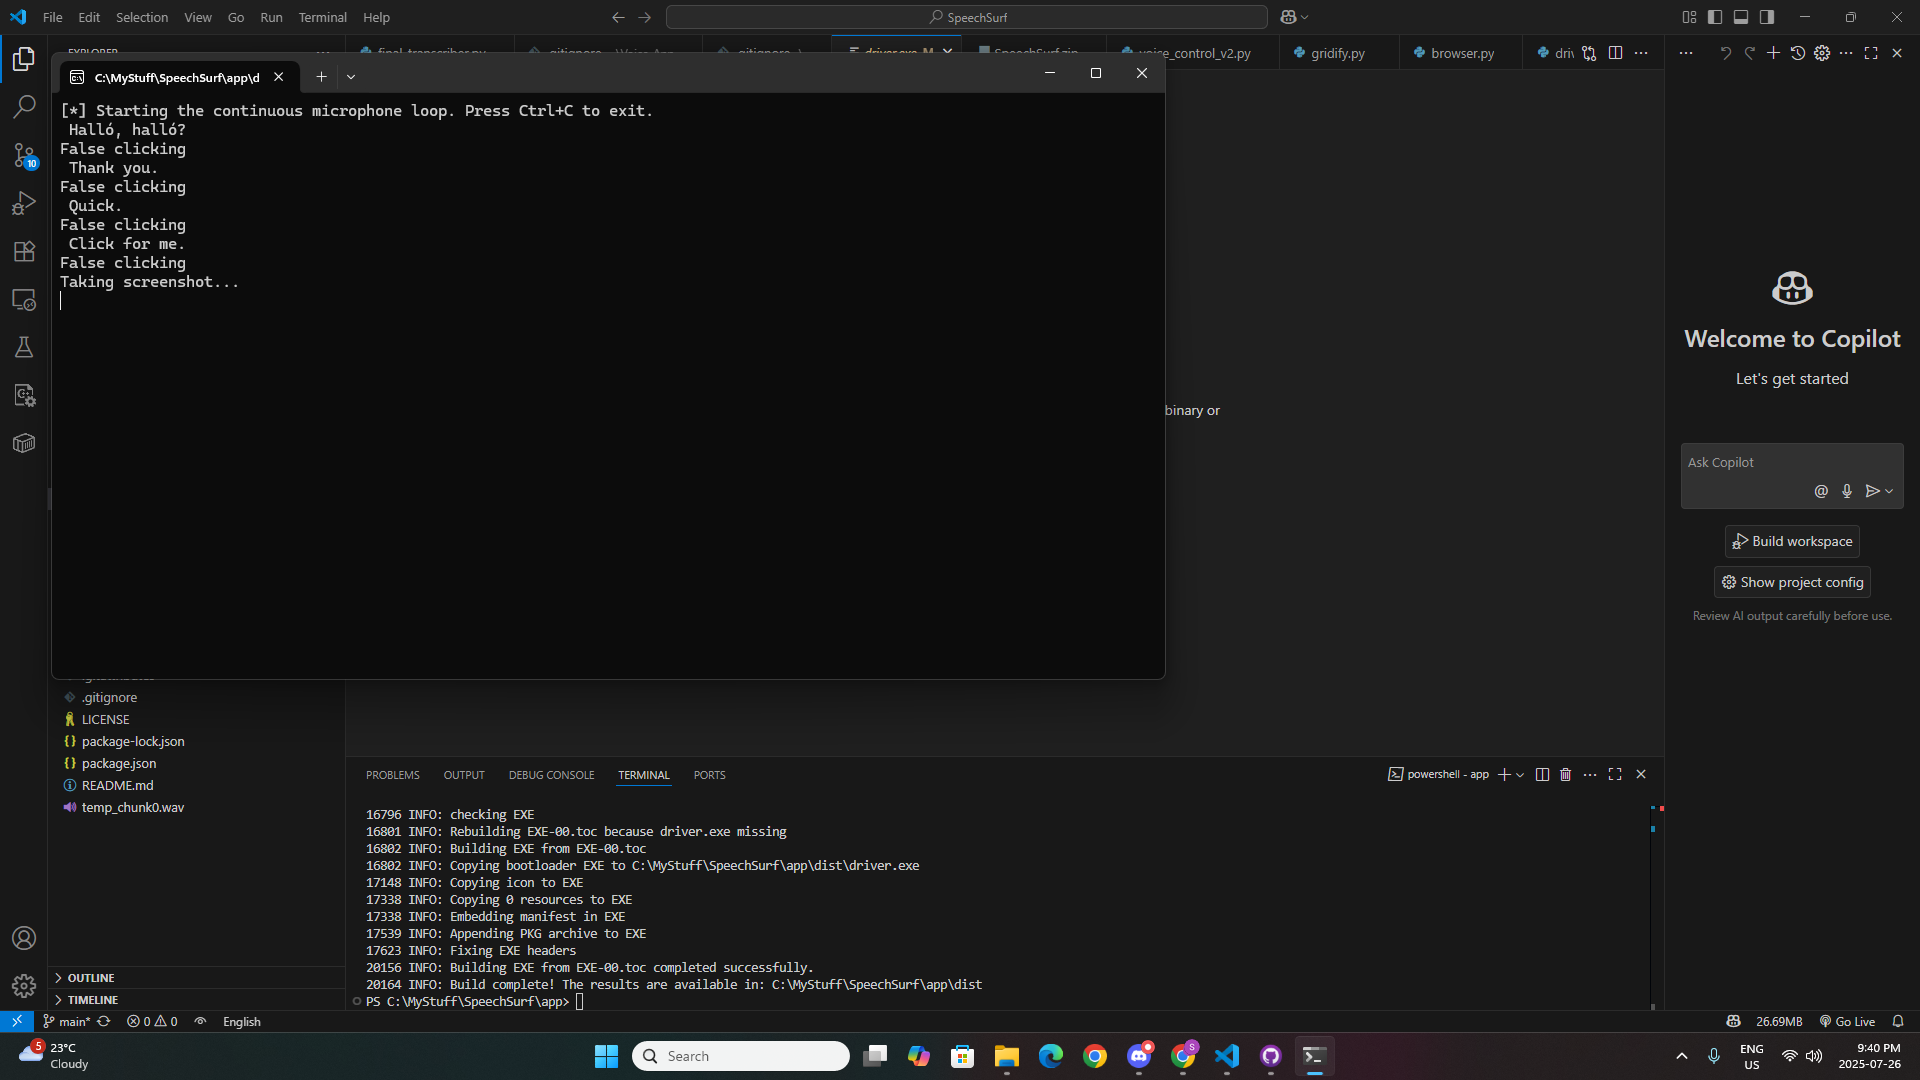 File Edit Selection View Go Run Terminal Help
SpeechSurf
voice_control_v2.py gridify.py browser.py
C:\MyStuff\SpeechSurf\app\d
[*] Starting the continuous microphone loop. Press Ctrl+C to exit.
Halló, halló?
False clicking
Thank you.
False clicking
Quick.
False clicking
Click for me.
False clicking
Taking screenshot...
binary or
Welcome to Copilot
Let's get started
Ask Copilot
Build workspace
Show project config
Review AI output carefully before use.
.gitignore
LICENSE
package-lock.json
package.json
README.md
temp_chunk0.wav
OUTLINE
TIMELINE
PROBLEMS OUTPUT DEBUG CONSOLE TERMINAL PORTS
powershell - app
16796 INFO: checking EXE
16801 INFO: Rebuilding EXE-00.toc because driver.exe missing
16802 INFO: Building EXE from EXE-00.toc
16802 INFO: Copying bootloader EXE to C:\MyStuff\SpeechSurf\app\dist\driver.exe
17148 INFO: Copying icon to EXE
17338 INFO: Copying 0 resources to EXE
17338 INFO: Embedding manifest in EXE
17539 INFO: Appending PKG archive to EXE
17623 INFO: Fixing EXE headers
20156 INFO: Building EXE from EXE-00.toc completed successfully.
20164 INFO: Build complete! The results are available in: C:\MyStuff\SpeechSurf\app\dist
PS C:\MyStuff\SpeechSurf\app>
10
main* 0 0 English
26.69MB Go Live
5
23°C
Cloudy
Search
S
ENG
US
9:40 PM
2025-07-26